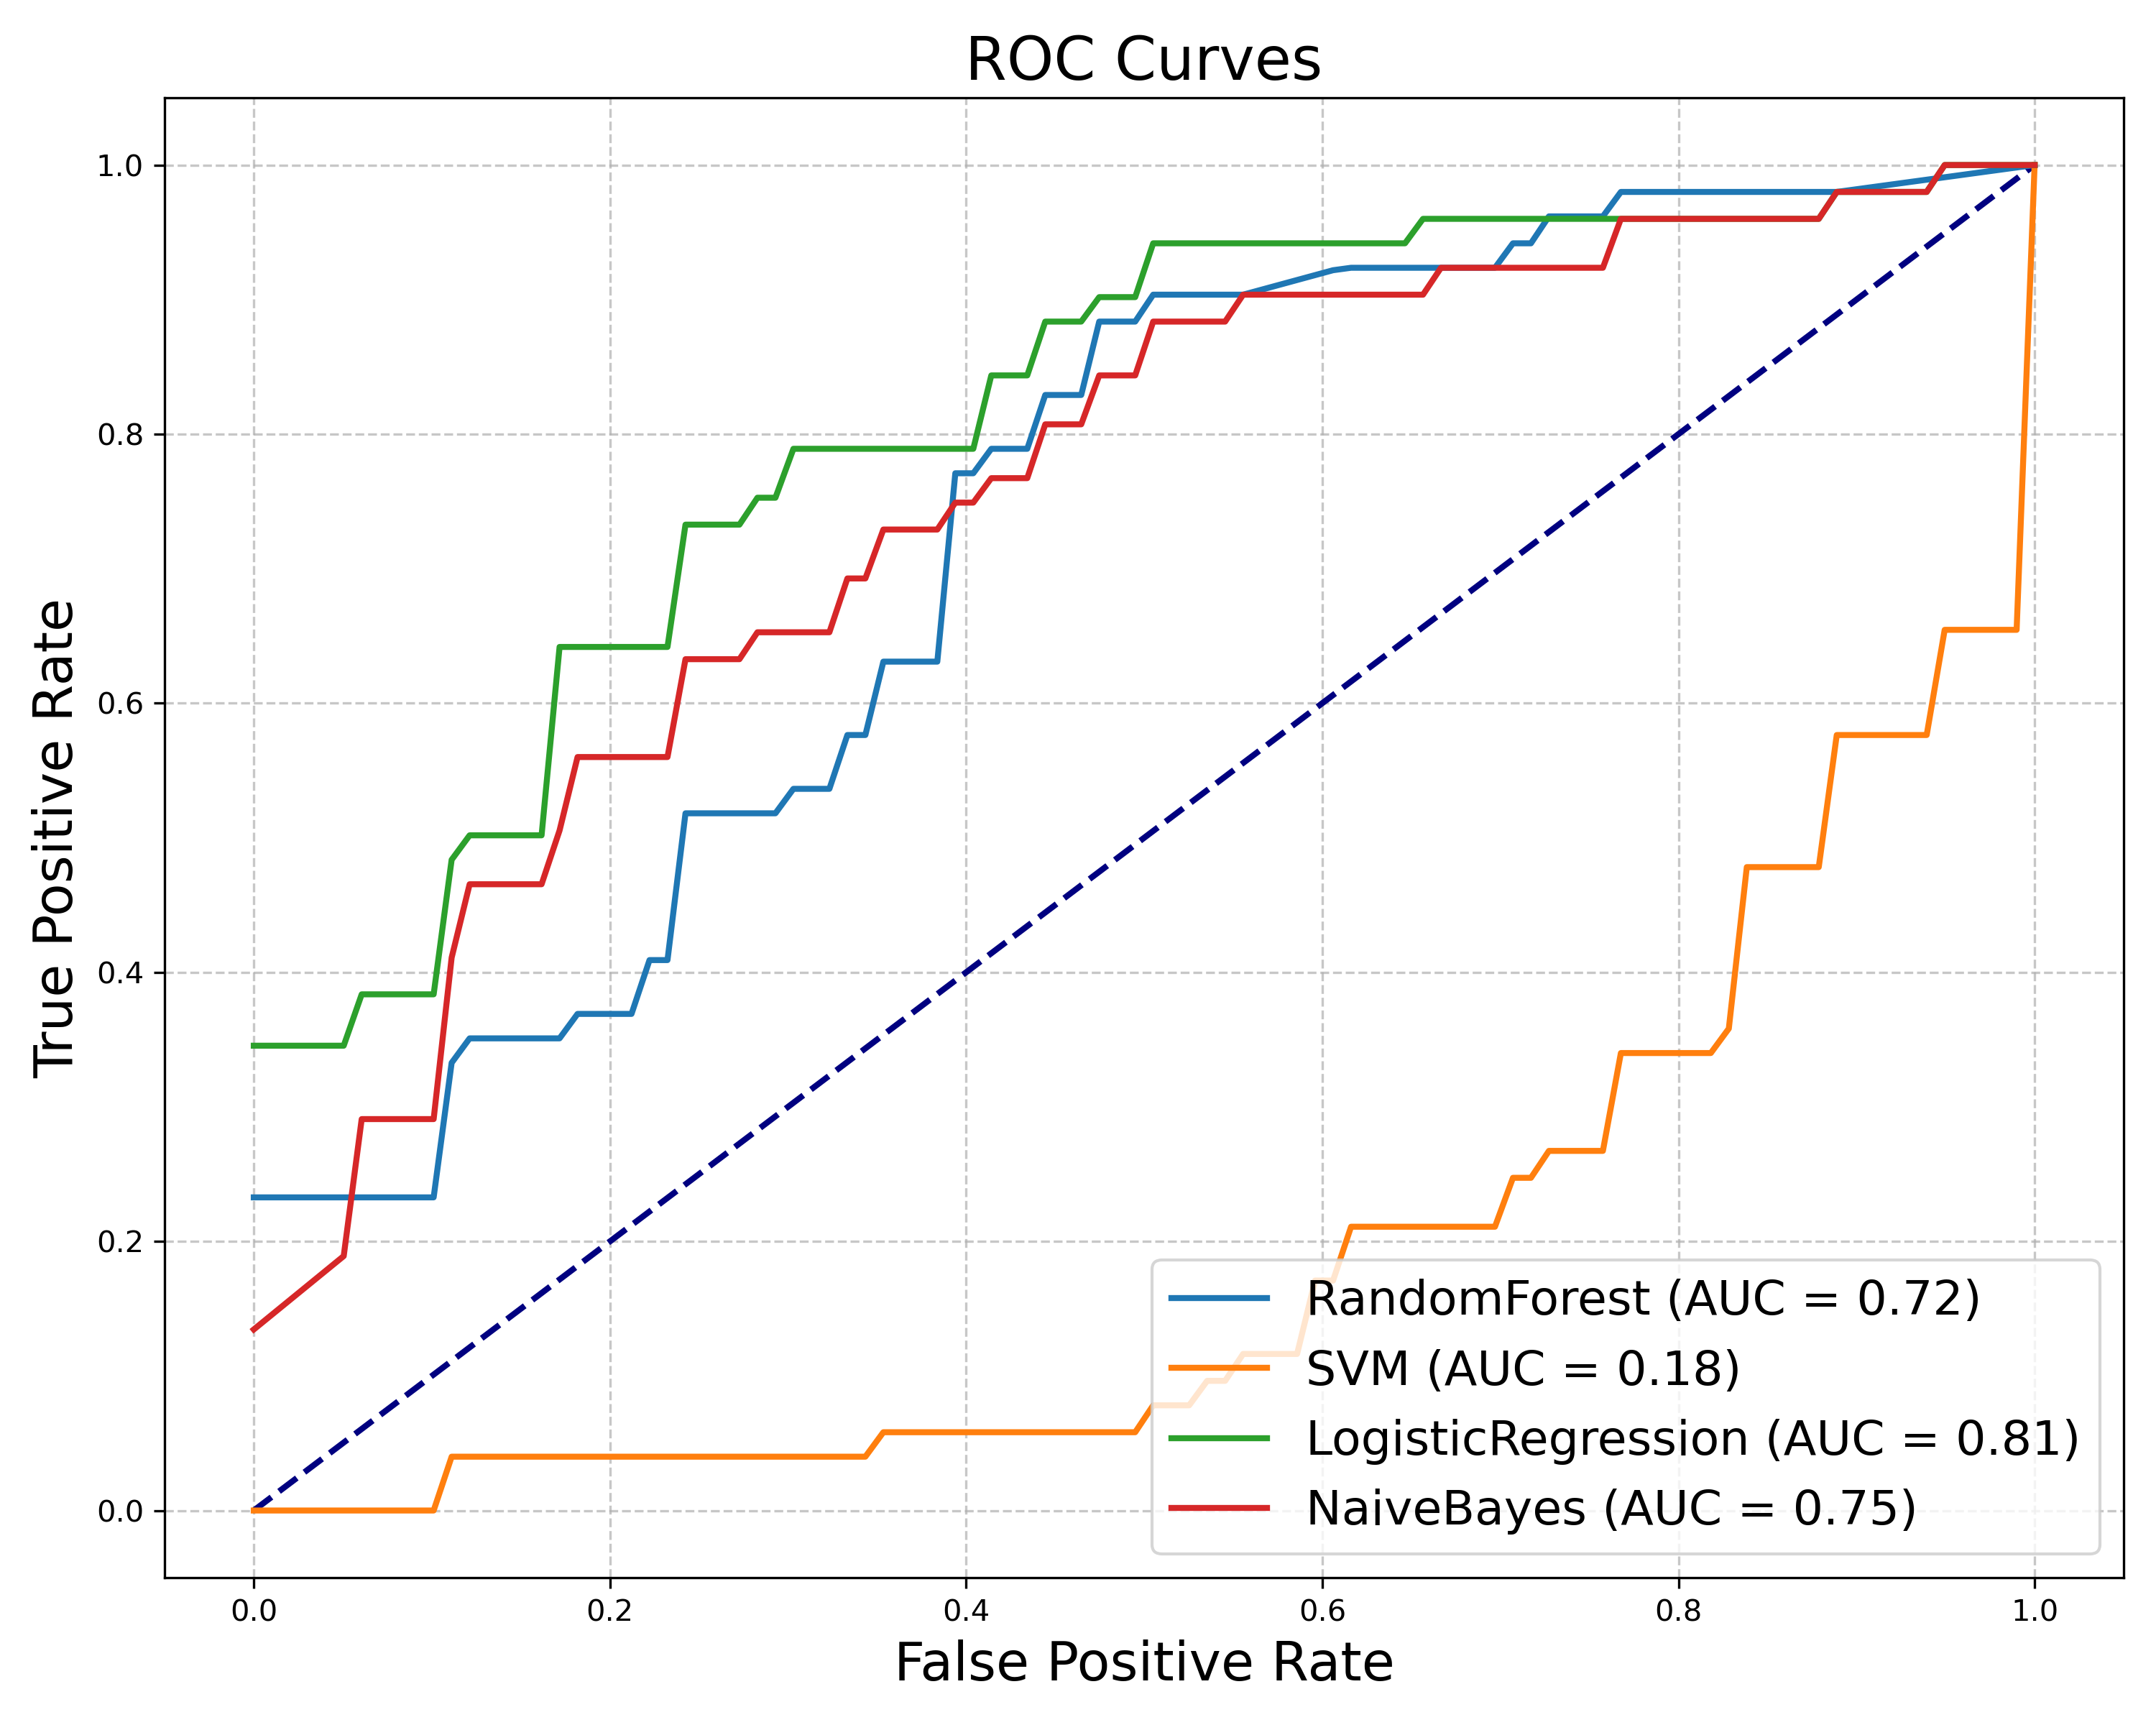 ROC Curves
True Positive Rate
1.0
0.8
0.6
0.4
0.2
0.0
RandomForest (AUC = 0.72)
SVM (AUC = 0.18)
LogisticRegression (AUC = 0.81)
NaiveBayes (AUC = 0.75)
0.0 0.2 0.4 0.6 0.8 1.0
False Positive Rate